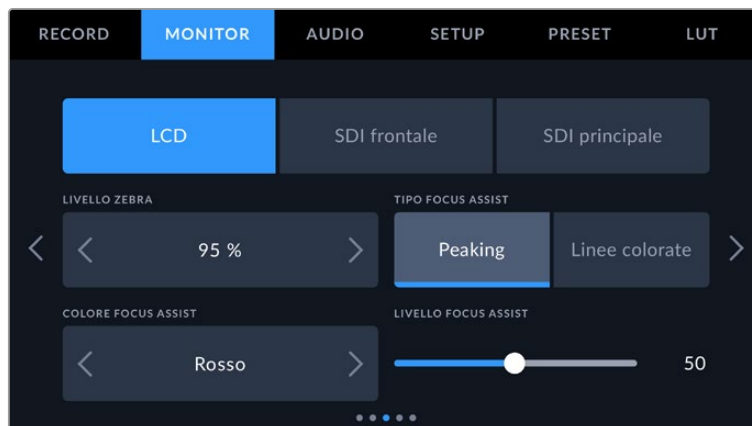 RECORD MONITOR AUDIO SETUP PRESET LUT
LCD SDI frontale SDI principale
LIVELLO ZEBRA TIPO FOCUS ASSIST
95 % Peaking Linee colorate
COLORE FOCUS ASSIST LIVELLO FOCUS ASSIST
Rosso 50